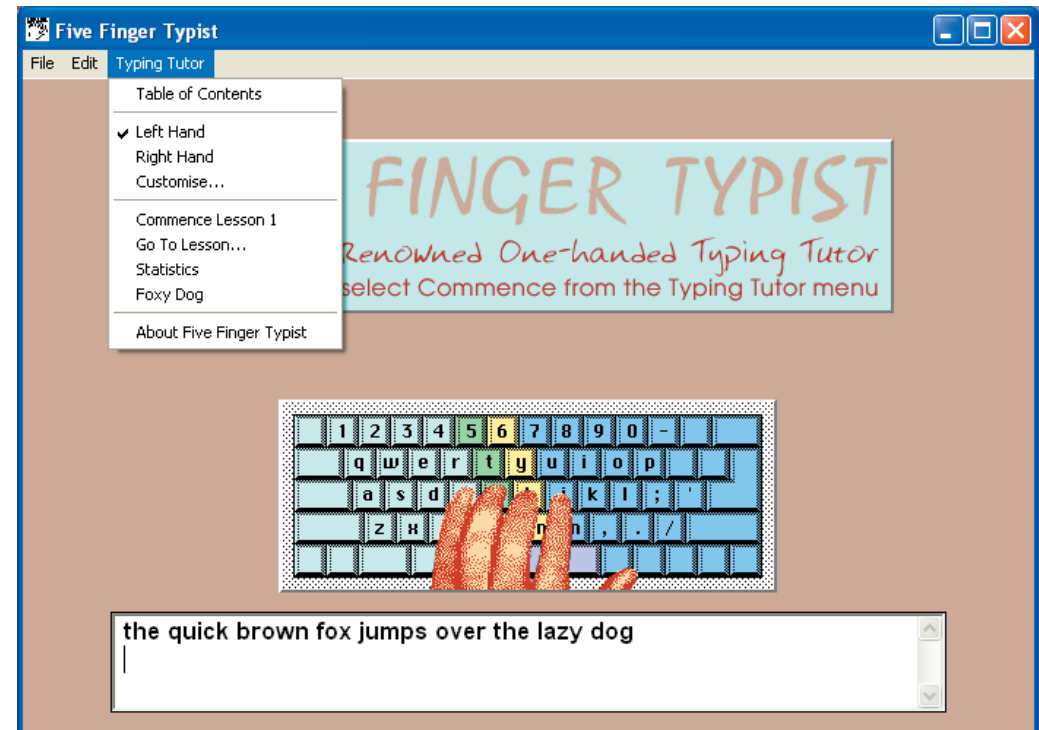 Five Finger Typist
File Edit Typing Tutor
Table of Contents
Left Hand
Right Hand
Customise...
Commence Lesson 1
Go To Lesson...
Statistics
Foxy Dog
About Five Finger Typist
FINGER TYPIST
Renowned One-handed Typing Tutor
select Commence from the Typing Tutor menu
1 2 3 4 5 6 7 8 9 0 -
q w e r t y u i o p
a s d k l ; '
z x , . /
the quick brown fox jumps over the lazy dog